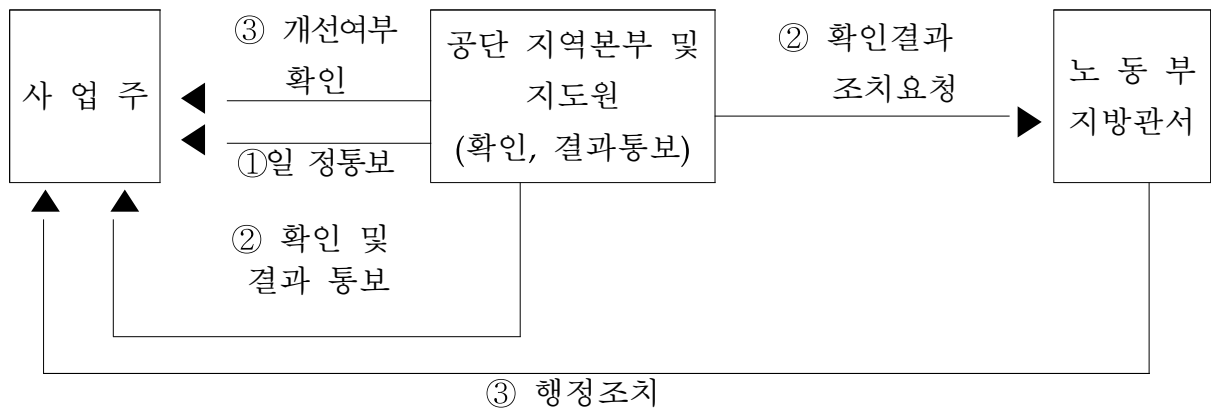 사 업 주
③ 개선여부
확인
①일 정통보
② 확인 및
결과 통보
공단 지역본부 및
지도원
(확인, 결과통보)
② 확인결과
조치요청
노 동 부
지방관서
③ 행정조치